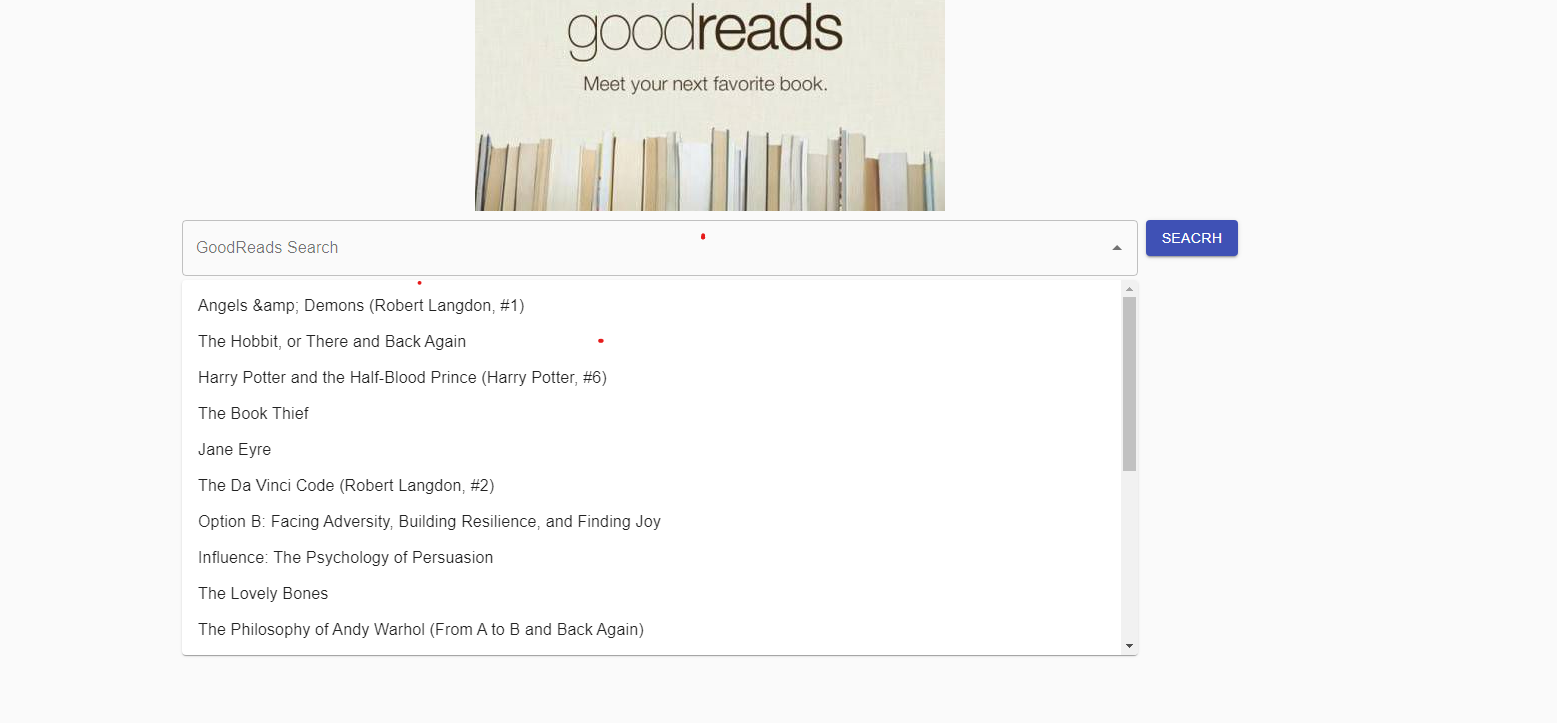 goodreads
Meet your next favorite book.
GoodReads Search
SEACRH
Angels &amp; Demons (Robert Langdon, #1)
The Hobbit, or There and Back Again
Harry Potter and the Half-Blood Prince (Harry Potter, #6)
The Book Thief
Jane Eyre
The Da Vinci Code (Robert Langdon, #2)
Option B: Facing Adversity, Building Resilience, and Finding Joy
Influence: The Psychology of Persuasion
The Lovely Bones
The Philosophy of Andy Warhol (From A to B and Back Again)